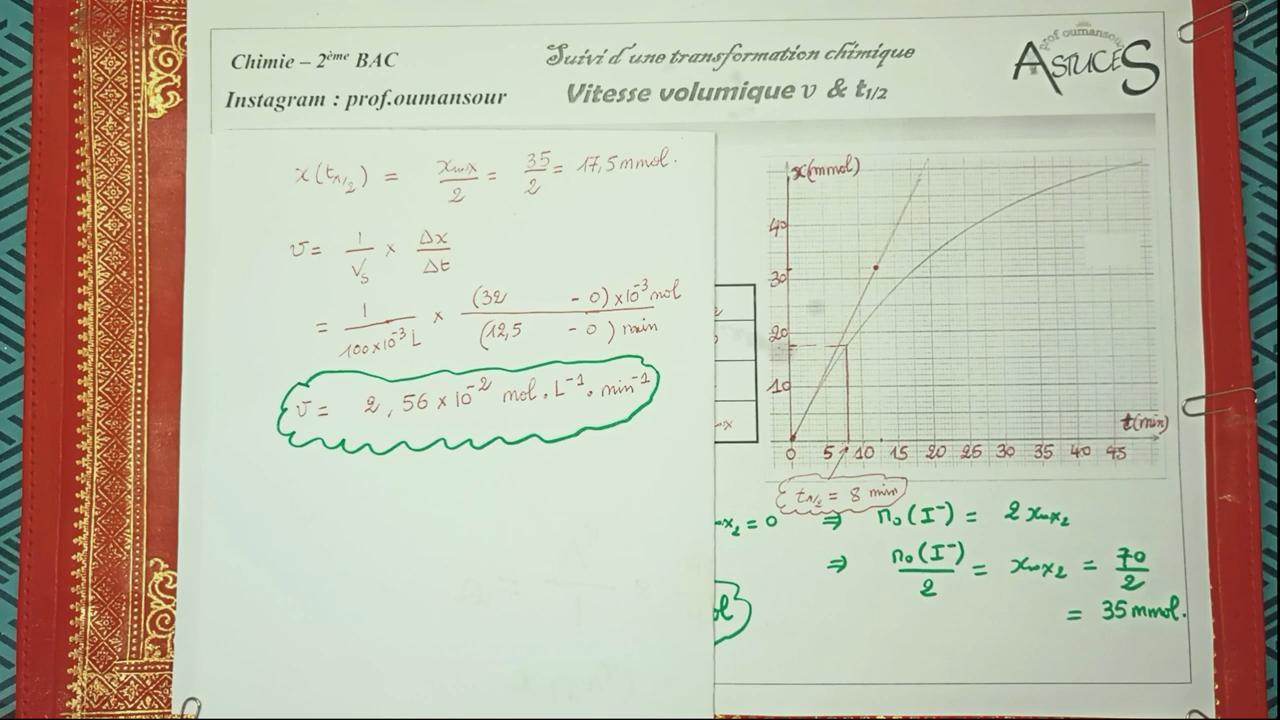 Chimie – 2ème BAC
Instagram : prof.oumansour
Suivi d'une transformation chimique
Vitesse volumique v & t1/2
prof oumansour
ASTUCES
x(t1/2) = xmax/2 = 35/2 = 17,5 mmol.
v = 1/Vs × Δx/Δt
= 1/(100×10⁻³ L) × ((32 - 0)×10⁻³ mol)/((12,5 - 0) min)
v = 2,56 × 10⁻² mol . L⁻¹ . min⁻¹
x(mmol)
40
30
20
10
t(min)
0 5 10 15 20 25 30 35 40 45
t1/2 = 8 min
x2 = 0 ⇒ n0(I⁻) = 2 xmax2
⇒ n0(I⁻)/2 = xmax2 = 70/2
= 35 mmol.